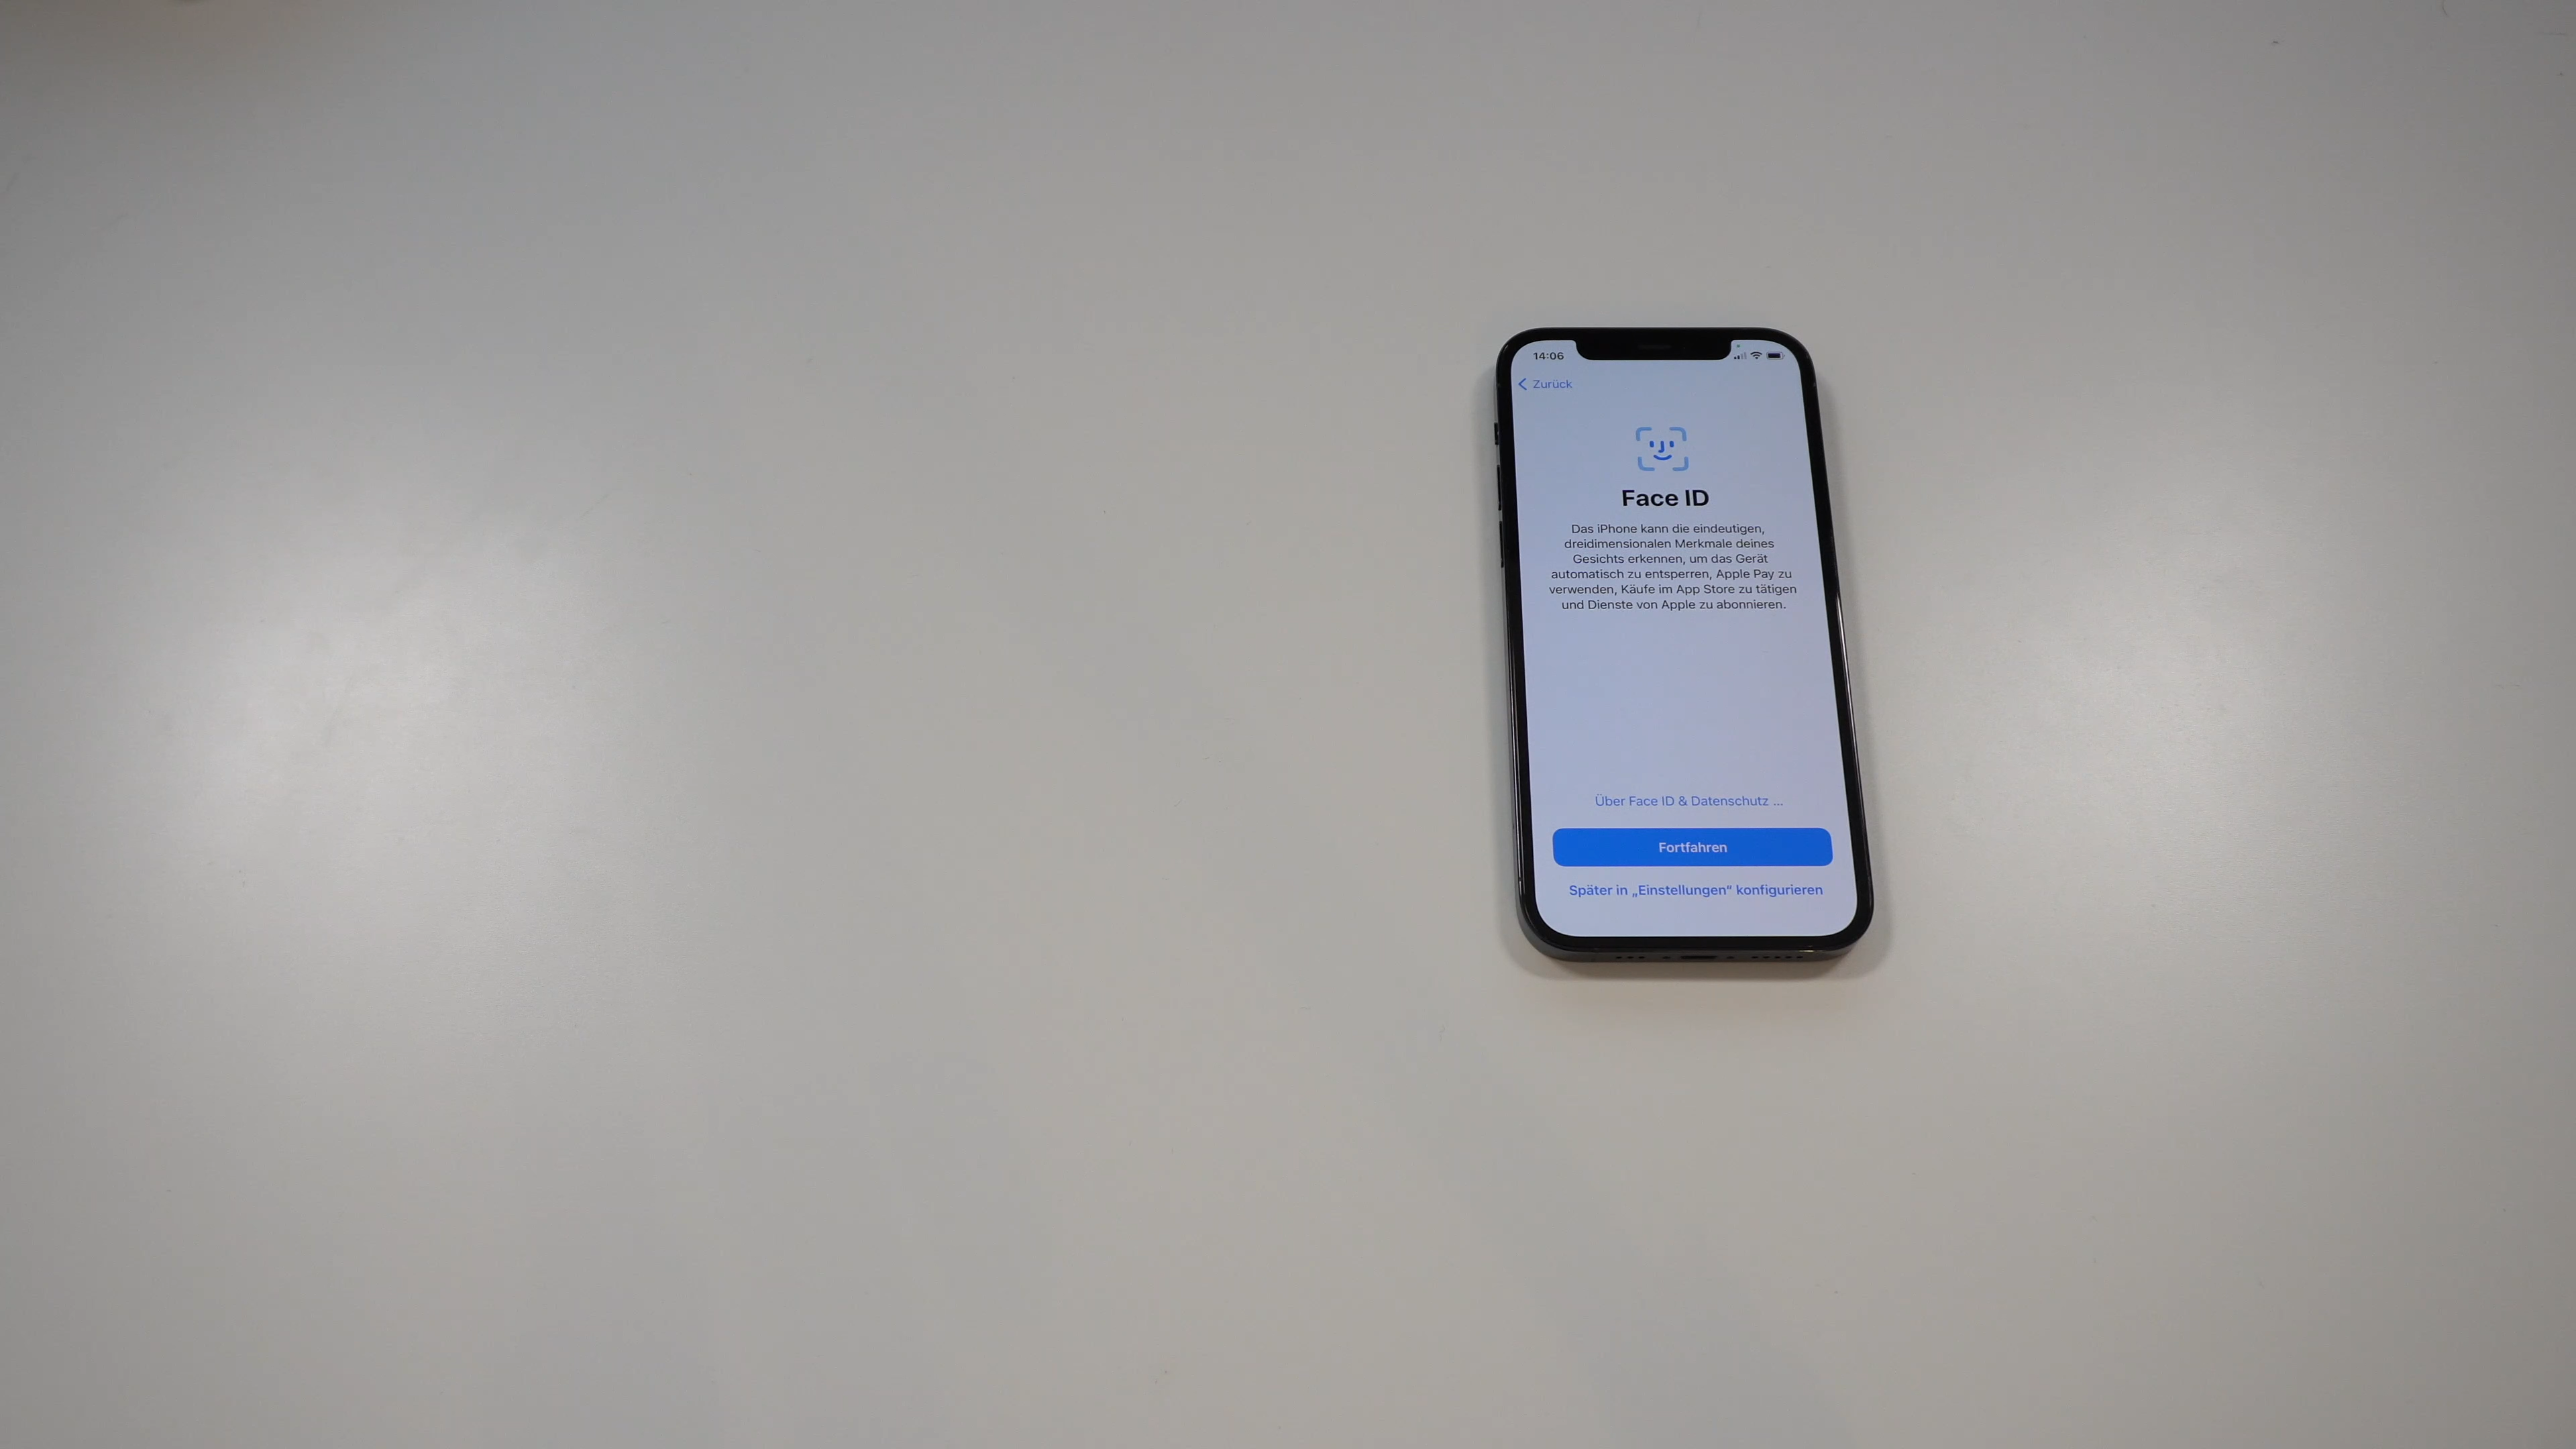 14:06
Zurück
Face ID
Das iPhone kann die eindeutigen,
dreidimensionalen Merkmale deines
Gesichts erkennen, um das Gerät
automatisch zu entsperren, Apple Pay zu
verwenden, Käufe im App Store zu tätigen
und Dienste von Apple zu abonnieren.
Über Face ID & Datenschutz ...
Fortfahren
Später in „Einstellungen“ konfigurieren